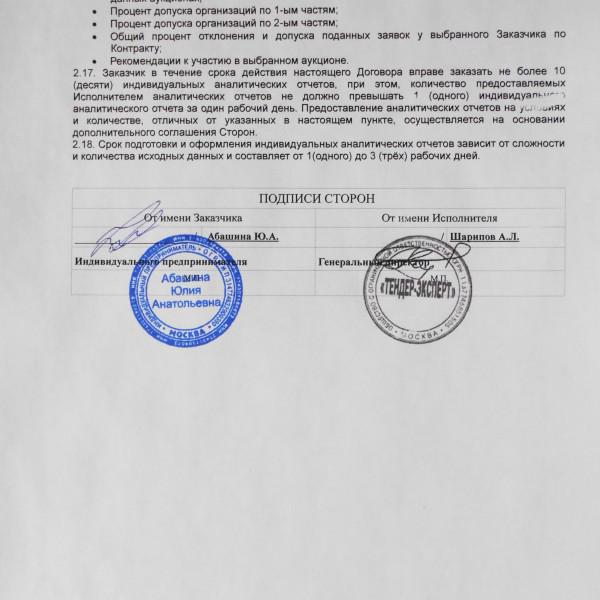 данных аукционах;
• Процент допуска организаций по 1-ым частям;
• Процент допуска организаций по 2-ым частям;
• Общий процент отклонения и допуска поданных заявок у выбранного Заказчика по
Контракту;
• Рекомендации к участию в выбранном аукционе.
2.17. Заказчик в течение срока действия настоящего Договора вправе заказать не более 10
(десяти) индивидуальных аналитических отчетов, при этом, количество предоставляемых
Исполнителем аналитических отчетов не должно превышать 1 (одного) индивидуального
аналитического отчета за один рабочий день. Предоставление аналитических отчетов на условиях
и количестве, отличных от указанных в настоящем пункте, осуществляется на основании
дополнительного соглашения Сторон.
2.18. Срок подготовки и оформления индивидуальных аналитических отчетов зависит от сложности
и количества исходных данных и составляет от 1(одного) до 3 (трёх) рабочих дней.
ПОДПИСИ СТОРОН
От имени Заказчика От имени Исполнителя
/ Абашина Ю.А. / Шарипов А.Л.
Индивидуального предпринимателя Генеральный директор
М.П. М.П.
ИНДИВИДУАЛЬНЫЙ ПРЕДПРИНИМАТЕЛЬ
Абашина
Юлия
Анатольевна
МОСКВА
ОБЩЕСТВО С ОГРАНИЧЕННОЙ ОТВЕТСТВЕННОСТЬЮ
«ТЕНДЕР-ЭКСПЕРТ»
МОСКВА